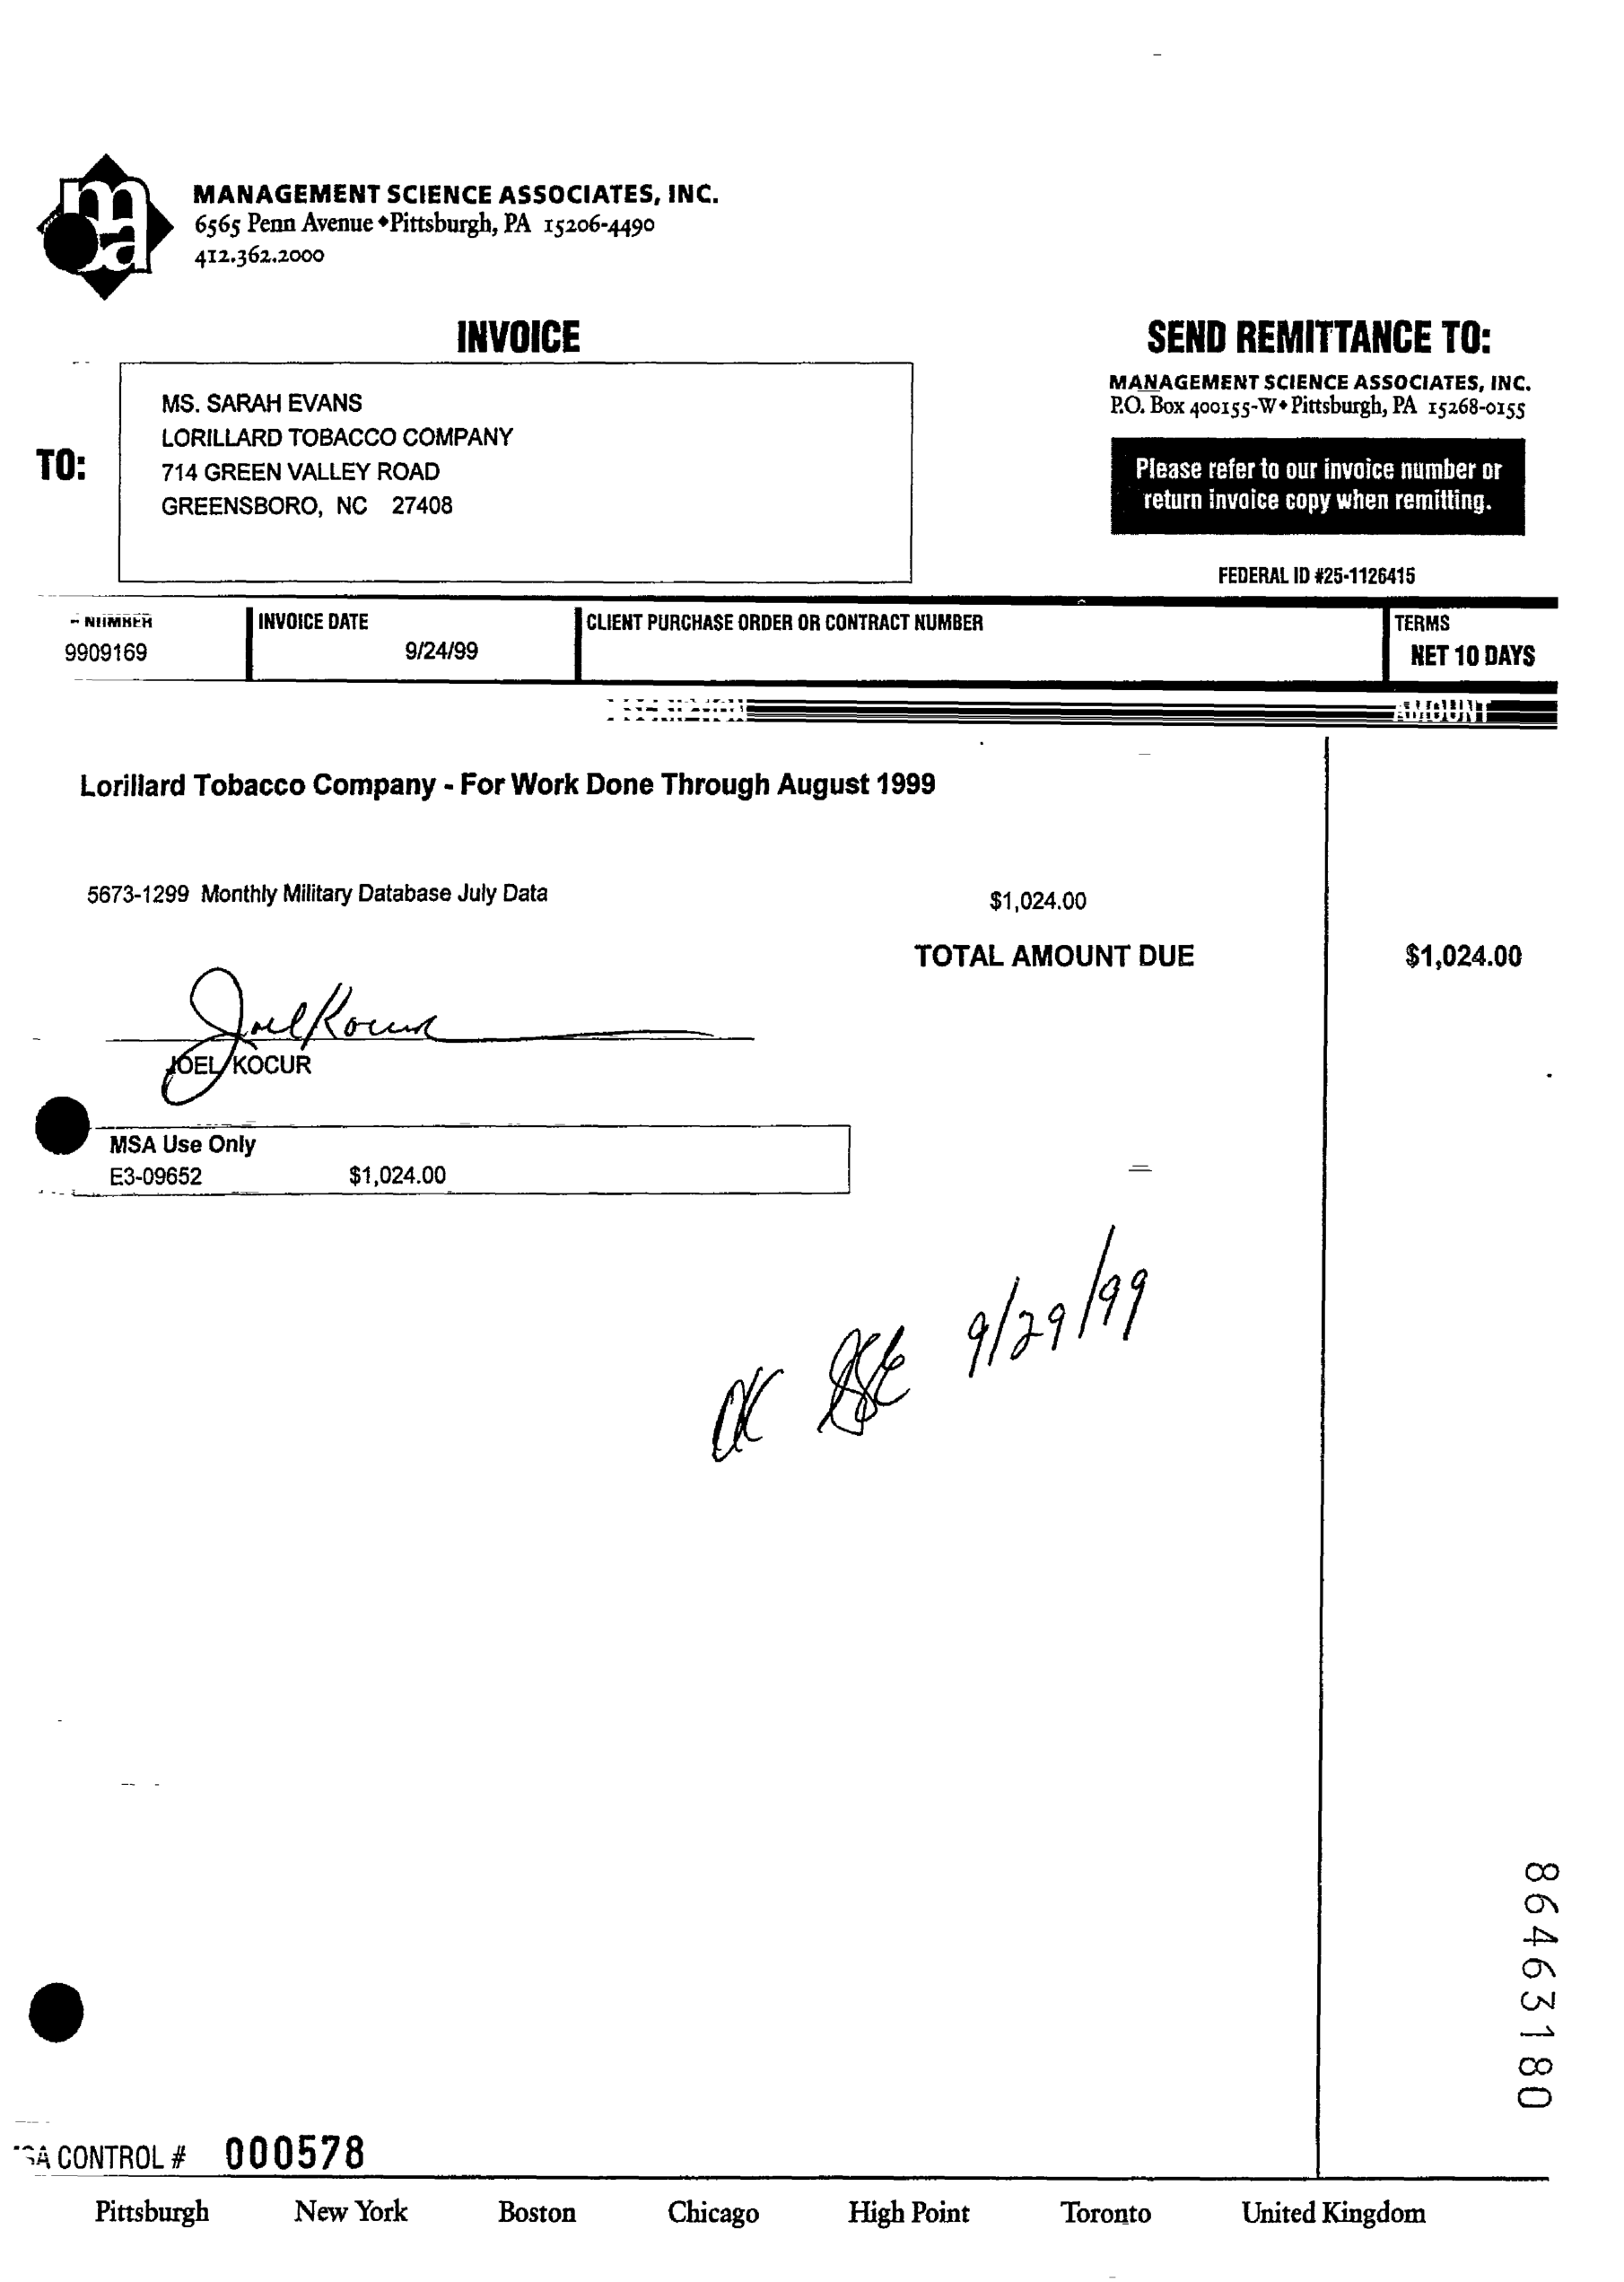 MANAGEMENT SCIENCE ASSOCIATES, INC.
6565 Penn Avenue ◆ Pittsburgh, PA 15206-4490
412.362.2000
INVOICE
TO:
MS. SARAH EVANS
LORILLARD TOBACCO COMPANY
714 GREEN VALLEY ROAD
GREENSBORO, NC 27408
SEND REMITTANCE TO:
MANAGEMENT SCIENCE ASSOCIATES, INC.
P.O. Box 400155-W ◆ Pittsburgh, PA 15268-0155
Please refer to our invoice number or
return invoice copy when remitting.
FEDERAL ID #25-1126415
NUMBER INVOICE DATE CLIENT PURCHASE ORDER OR CONTRACT NUMBER TERMS
9909169 9/24/99 NET 10 DAYS
AMOUNT
Lorillard Tobacco Company - For Work Done Through August 1999
5673-1299 Monthly Military Database July Data $1,024.00
TOTAL AMOUNT DUE $1,024.00
Joel Kocur
JOEL KOCUR
MSA Use Only
E3-09652 $1,024.00
OK 9/29/99
86463180
CONTROL # 000578
Pittsburgh New York Boston Chicago High Point Toronto United Kingdom